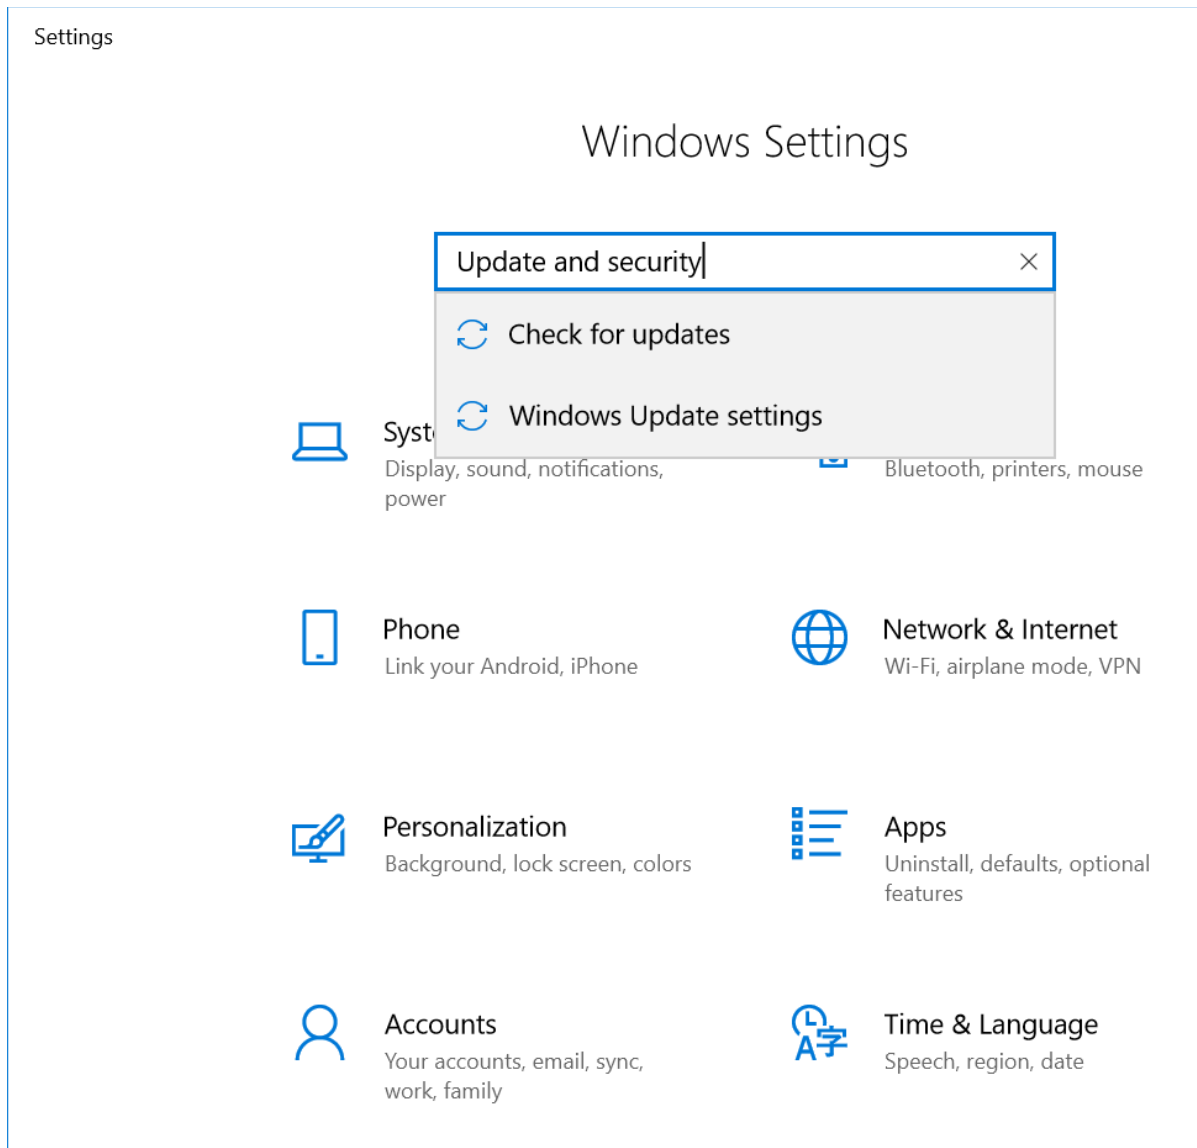 Settings
Windows Settings
Update and security
Check for updates
Windows Update settings
Syst
Display, sound, notifications,
power
Bluetooth, printers, mouse
Phone
Link your Android, iPhone
Network & Internet
Wi-Fi, airplane mode, VPN
Personalization
Background, lock screen, colors
Apps
Uninstall, defaults, optional
features
Accounts
Your accounts, email, sync,
work, family
Time & Language
Speech, region, date